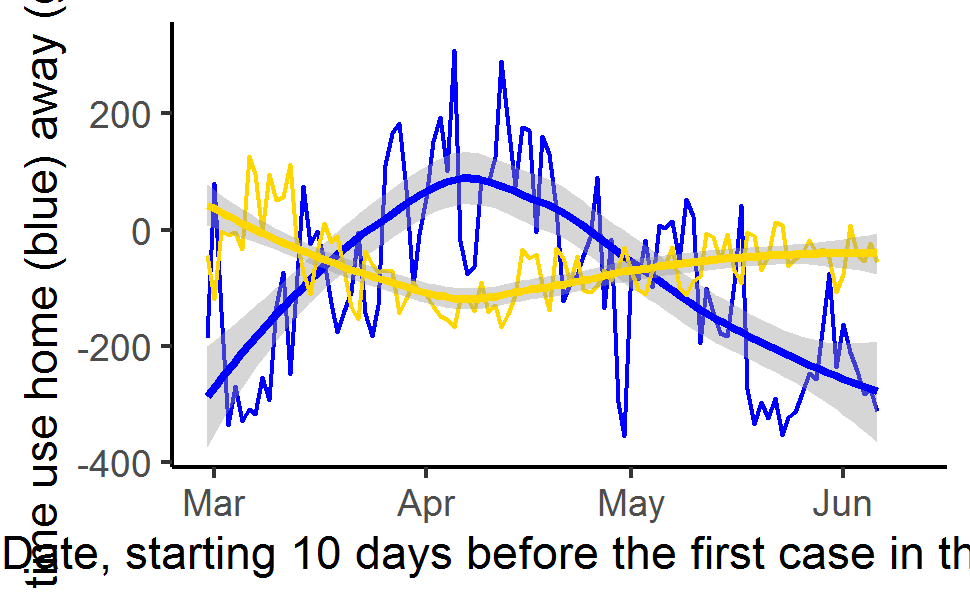 time use home (blue) away (
200
0
-200
-400
Mar Apr May Jun
Date, starting 10 days before the first case in th